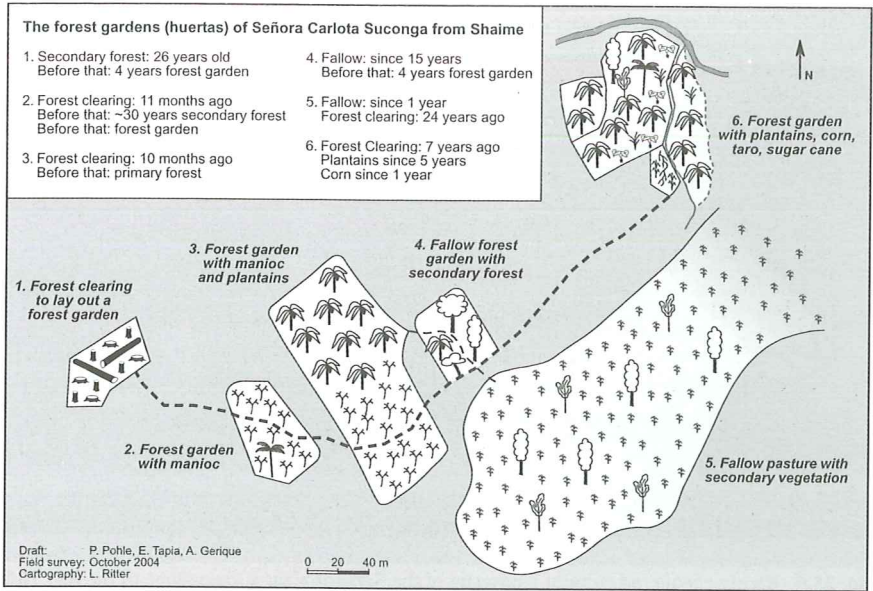 The forest gardens (huertas) of Señora Carlota Suconga from Shaime
1. Secondary forest: 26 years old
Before that: 4 years forest garden
2. Forest clearing: 11 months ago
Before that: ~30 years secondary forest
Before that: forest garden
3. Forest clearing: 10 months ago
Before that: primary forest
4. Fallow: since 15 years
Before that: 4 years forest garden
5. Fallow: since 1 year
Forest clearing: 24 years ago
6. Forest Clearing: 7 years ago
Plantains since 5 years
Corn since 1 year
N
6. Forest garden
with plantains, corn,
taro, sugar cane
3. Forest garden
with manioc
and plantains
4. Fallow forest
garden with
secondary forest
1. Forest clearing
to lay out a
forest garden
2. Forest garden
with manioc
5. Fallow pasture with
secondary vegetation
Draft: P. Pohle, E. Tapia, A. Gerique
Field survey: October 2004
Cartography: L. Ritter
0 20 40 m